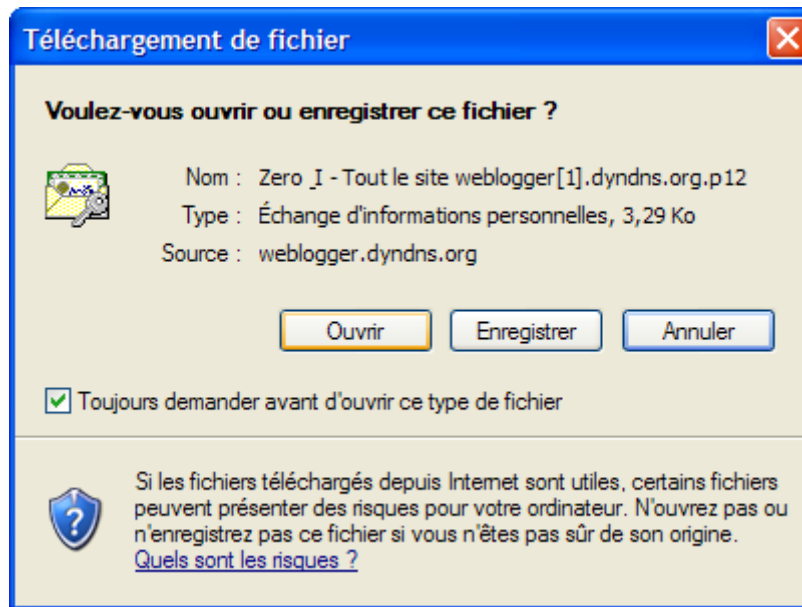 Téléchargement de fichier
Voulez-vous ouvrir ou enregistrer ce fichier ?
Nom : Zero _I - Tout le site weblogger[1].dyndns.org.p12
Type : Échange d'informations personnelles, 3,29 Ko
Source : weblogger.dyndns.org
Ouvrir Enregistrer Annuler
Toujours demander avant d'ouvrir ce type de fichier
Si les fichiers téléchargés depuis Internet sont utiles, certains fichiers
peuvent présenter des risques pour votre ordinateur. N'ouvrez pas ou
n'enregistrez pas ce fichier si vous n'êtes pas sûr de son origine.
Quels sont les risques ?